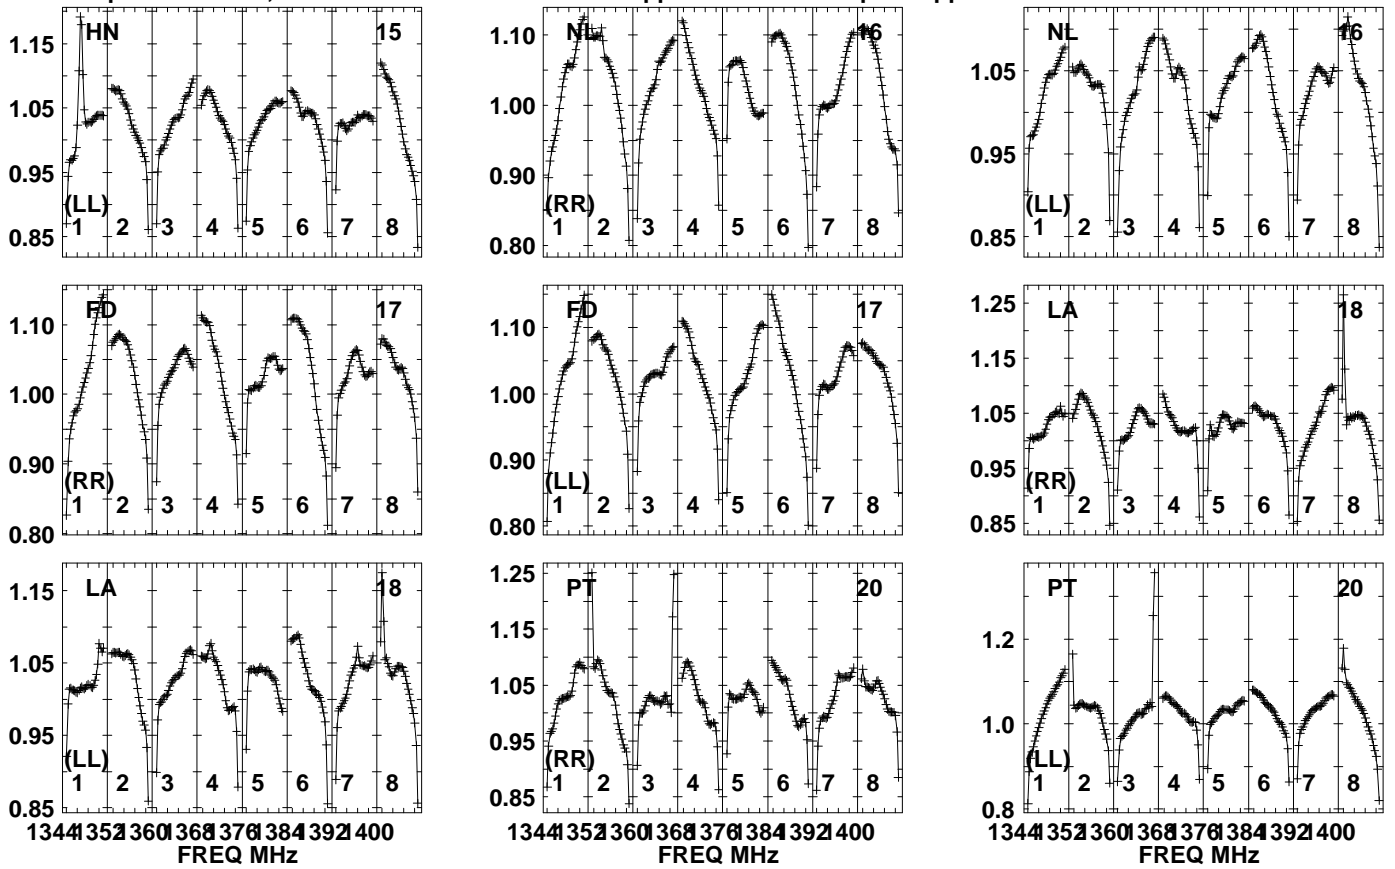 HN 15
1.15
1.05
0.95
0.85
(LL)
1 2 3 4 5 6 7 8
NL 16
1.10
1.00
0.90
0.80
(RR)
1 2 3 4 5 6 7 8
NL 16
1.05
0.95
0.85
(LL)
1 2 3 4 5 6 7 8
FD 17
1.10
1.00
0.90
0.80
(RR)
1 2 3 4 5 6 7 8
FD 17
1.10
1.00
0.90
0.80
(LL)
1 2 3 4 5 6 7 8
LA 18
1.25
1.15
1.05
0.95
0.85
(RR)
1 2 3 4 5 6 7 8
LA 18
1.15
1.05
0.95
0.85
(LL)
1 2 3 4 5 6 7 8
1344 1352 1360 1368 1376 1384 1392 1400
FREQ MHz
PT 20
1.25
1.15
1.05
0.95
0.85
(RR)
1 2 3 4 5 6 7 8
1344 1352 1360 1368 1376 1384 1392 1400
FREQ MHz
PT 20
1.2
1.0
0.8
(LL)
1 2 3 4 5 6 7 8
1344 1352 1360 1368 1376 1384 1392 1400
FREQ MHz